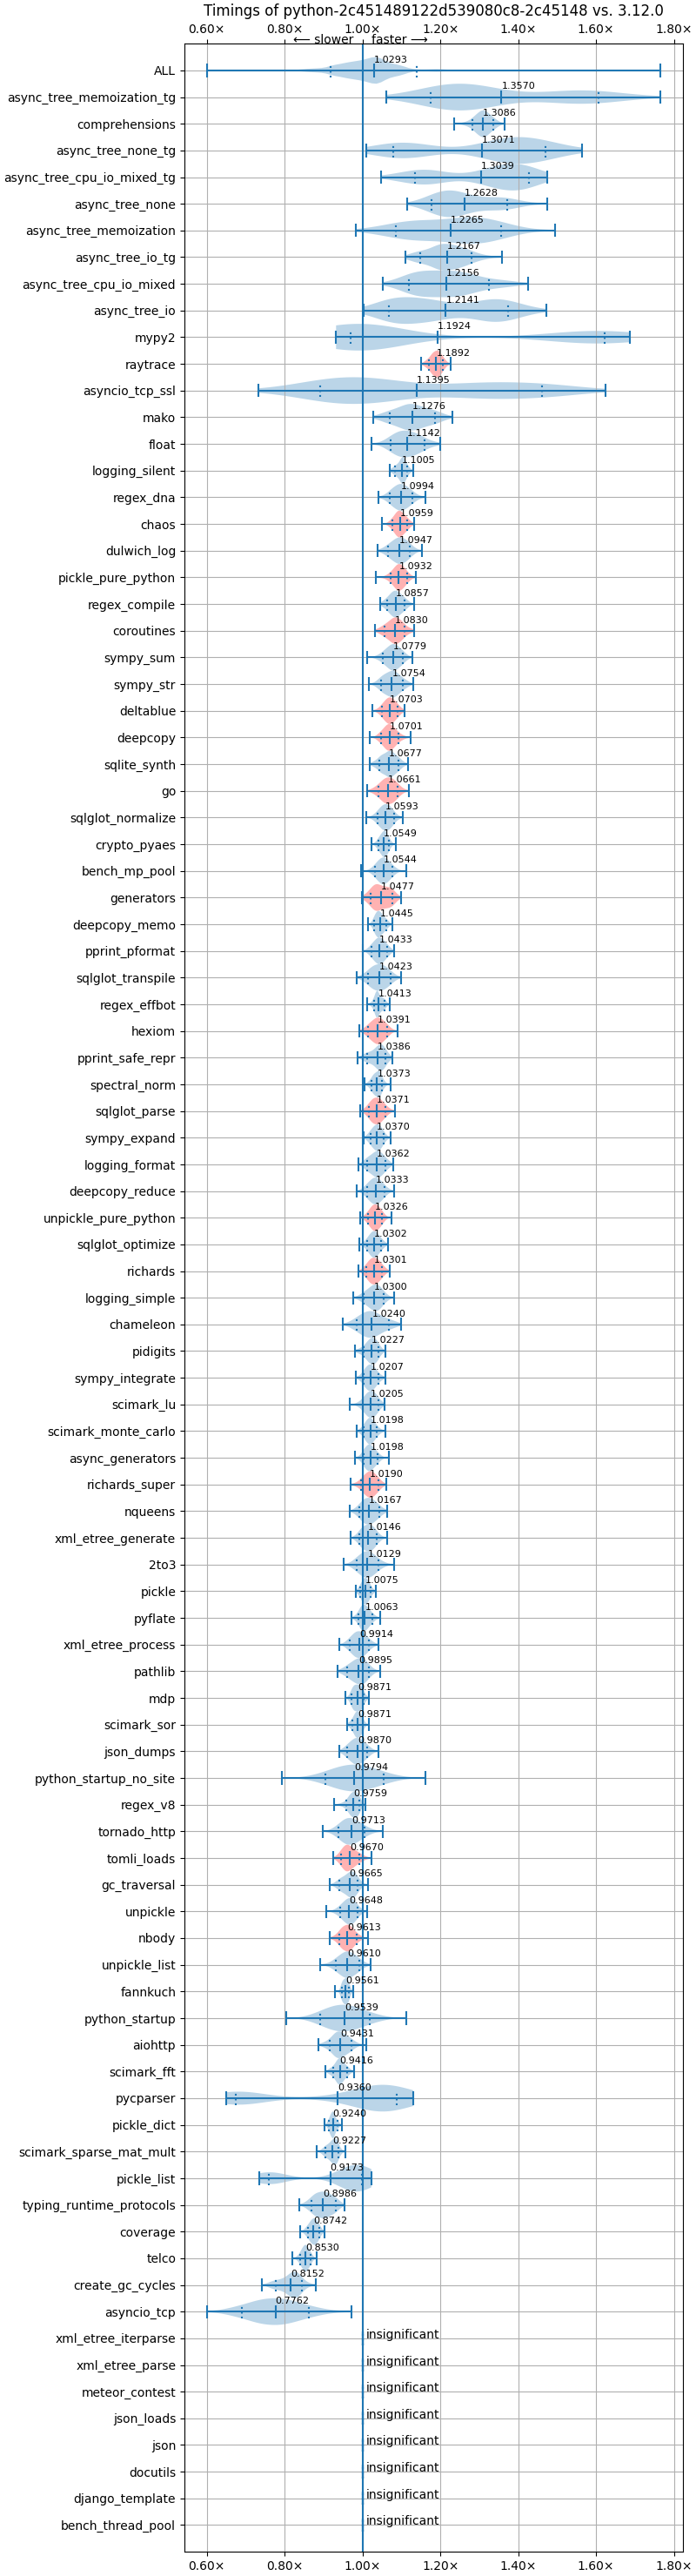 Timings of python-2c451489122d539080c8-2c45148 vs. 3.12.0
0.60× 0.80× 1.00× 1.20× 1.40× 1.60× 1.80×
⟵ slower faster ⟶
ALL 1.0293
async_tree_memoization_tg 1.3570
comprehensions 1.3086
async_tree_none_tg 1.3071
async_tree_cpu_io_mixed_tg 1.3039
async_tree_none 1.2628
async_tree_memoization 1.2265
async_tree_io_tg 1.2167
async_tree_cpu_io_mixed 1.2156
async_tree_io 1.2141
mypy2 1.1924
raytrace 1.1892
asyncio_tcp_ssl 1.1395
mako 1.1276
float 1.1142
logging_silent 1.1005
regex_dna 1.0994
chaos 1.0959
dulwich_log 1.0947
pickle_pure_python 1.0932
regex_compile 1.0857
coroutines 1.0830
sympy_sum 1.0779
sympy_str 1.0754
deltablue 1.0703
deepcopy 1.0701
sqlite_synth 1.0677
go 1.0661
sqlglot_normalize 1.0593
crypto_pyaes 1.0549
bench_mp_pool 1.0544
generators 1.0477
deepcopy_memo 1.0445
pprint_pformat 1.0433
sqlglot_transpile 1.0423
regex_effbot 1.0413
hexiom 1.0391
pprint_safe_repr 1.0386
spectral_norm 1.0373
sqlglot_parse 1.0371
sympy_expand 1.0370
logging_format 1.0362
deepcopy_reduce 1.0333
unpickle_pure_python 1.0326
sqlglot_optimize 1.0302
richards 1.0301
logging_simple 1.0300
chameleon 1.0240
pidigits 1.0227
sympy_integrate 1.0207
scimark_lu 1.0205
scimark_monte_carlo 1.0198
async_generators 1.0198
richards_super 1.0190
nqueens 1.0167
xml_etree_generate 1.0146
2to3 1.0129
pickle 1.0075
pyflate 1.0063
xml_etree_process 0.9914
pathlib 0.9895
mdp 0.9871
scimark_sor 0.9871
json_dumps 0.9870
python_startup_no_site 0.9794
regex_v8 0.9759
tornado_http 0.9713
tomli_loads 0.9670
gc_traversal 0.9665
unpickle 0.9648
nbody 0.9613
unpickle_list 0.9610
fannkuch 0.9561
python_startup 0.9539
aiohttp 0.9431
scimark_fft 0.9416
pycparser 0.9360
pickle_dict 0.9240
scimark_sparse_mat_mult 0.9227
pickle_list 0.9173
typing_runtime_protocols 0.8986
coverage 0.8742
telco 0.8530
create_gc_cycles 0.8152
asyncio_tcp 0.7762
xml_etree_iterparse insignificant
xml_etree_parse insignificant
meteor_contest insignificant
json_loads insignificant
json insignificant
docutils insignificant
django_template insignificant
bench_thread_pool insignificant
0.60× 0.80× 1.00× 1.20× 1.40× 1.60× 1.80×